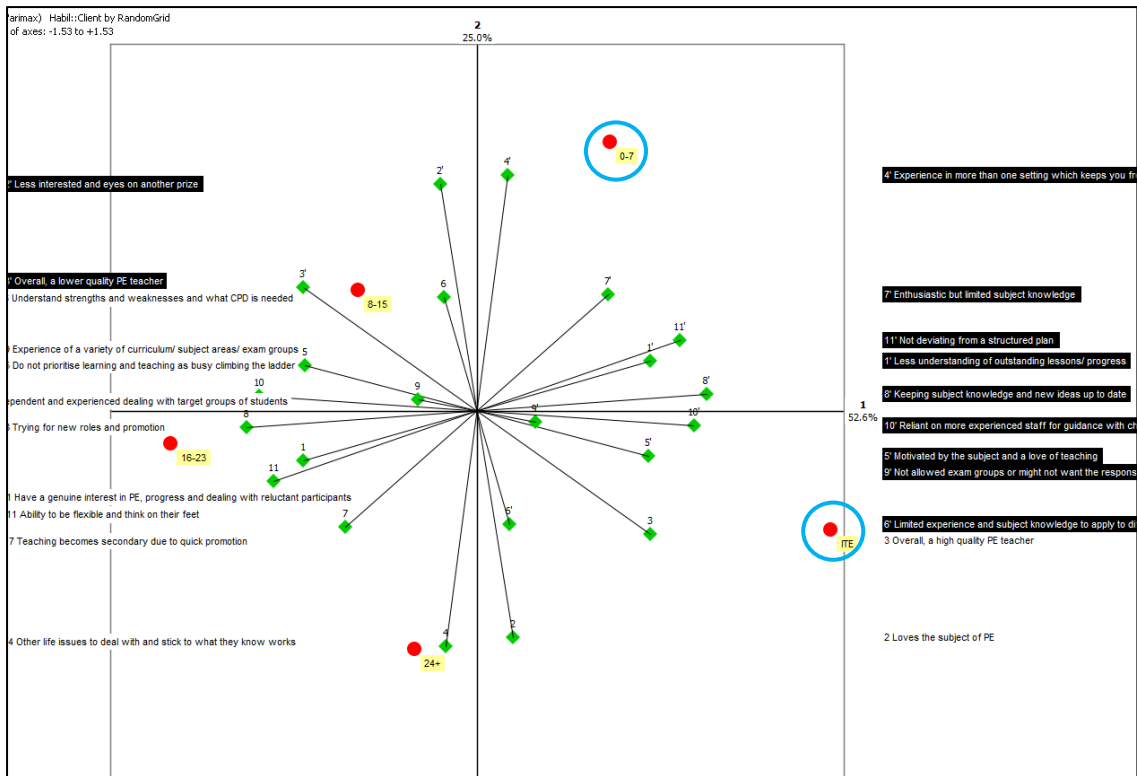 arimax) Habil::Client by RandomGrid
of axes: -1.53 to +1.53
2
25.0%
0-7
4'
2'
2' Less interested and eyes on another prize
4' Experience in more than one setting which keeps you fr
3' Overall, a lower quality PE teacher
3'
Understand strengths and weaknesses and what CPD is needed
8-15
6
7'
7' Enthusiastic but limited subject knowledge
11'
11' Not deviating from a structured plan
Experience of a variety of curriculum/ subject areas/ exam groups
5
1'
1' Less understanding of outstanding lessons/ progress
Do not prioritise learning and teaching as busy climbing the ladder
10
9
8'
8' Keeping subject knowledge and new ideas up to date
ependent and experienced dealing with target groups of students
1
52.6%
9'
10'
10' Reliant on more experienced staff for guidance with ch
8 Trying for new roles and promotion
8
16-23
1
5'
5' Motivated by the subject and a love of teaching
9' Not allowed exam groups or might not want the respons
11
1 Have a genuine interest in PE, progress and dealing with reluctant participants
11 Ability to be flexible and think on their feet
7
6'
3
ITE
6' Limited experience and subject knowledge to apply to di
3 Overall, a high quality PE teacher
7 Teaching becomes secondary due to quick promotion
4 Other life issues to deal with and stick to what they know works
4
2
24+
2 Loves the subject of PE